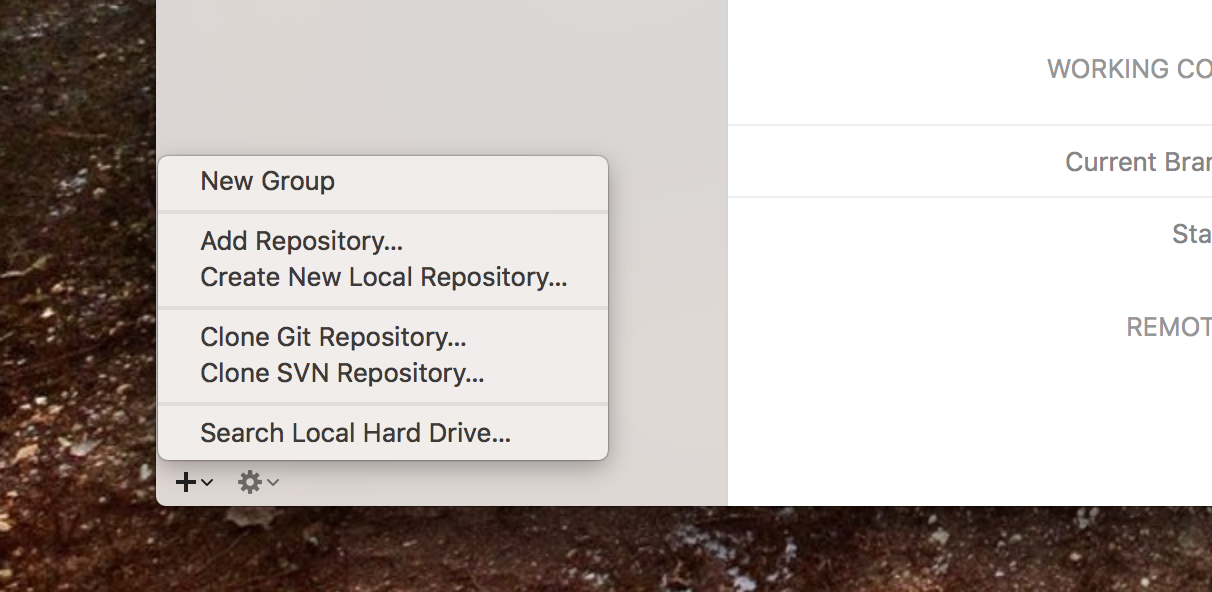 WORKING CO
Current Bra
Sta
REMOT
New Group
Add Repository...
Create New Local Repository...
Clone Git Repository...
Clone SVN Repository...
Search Local Hard Drive...